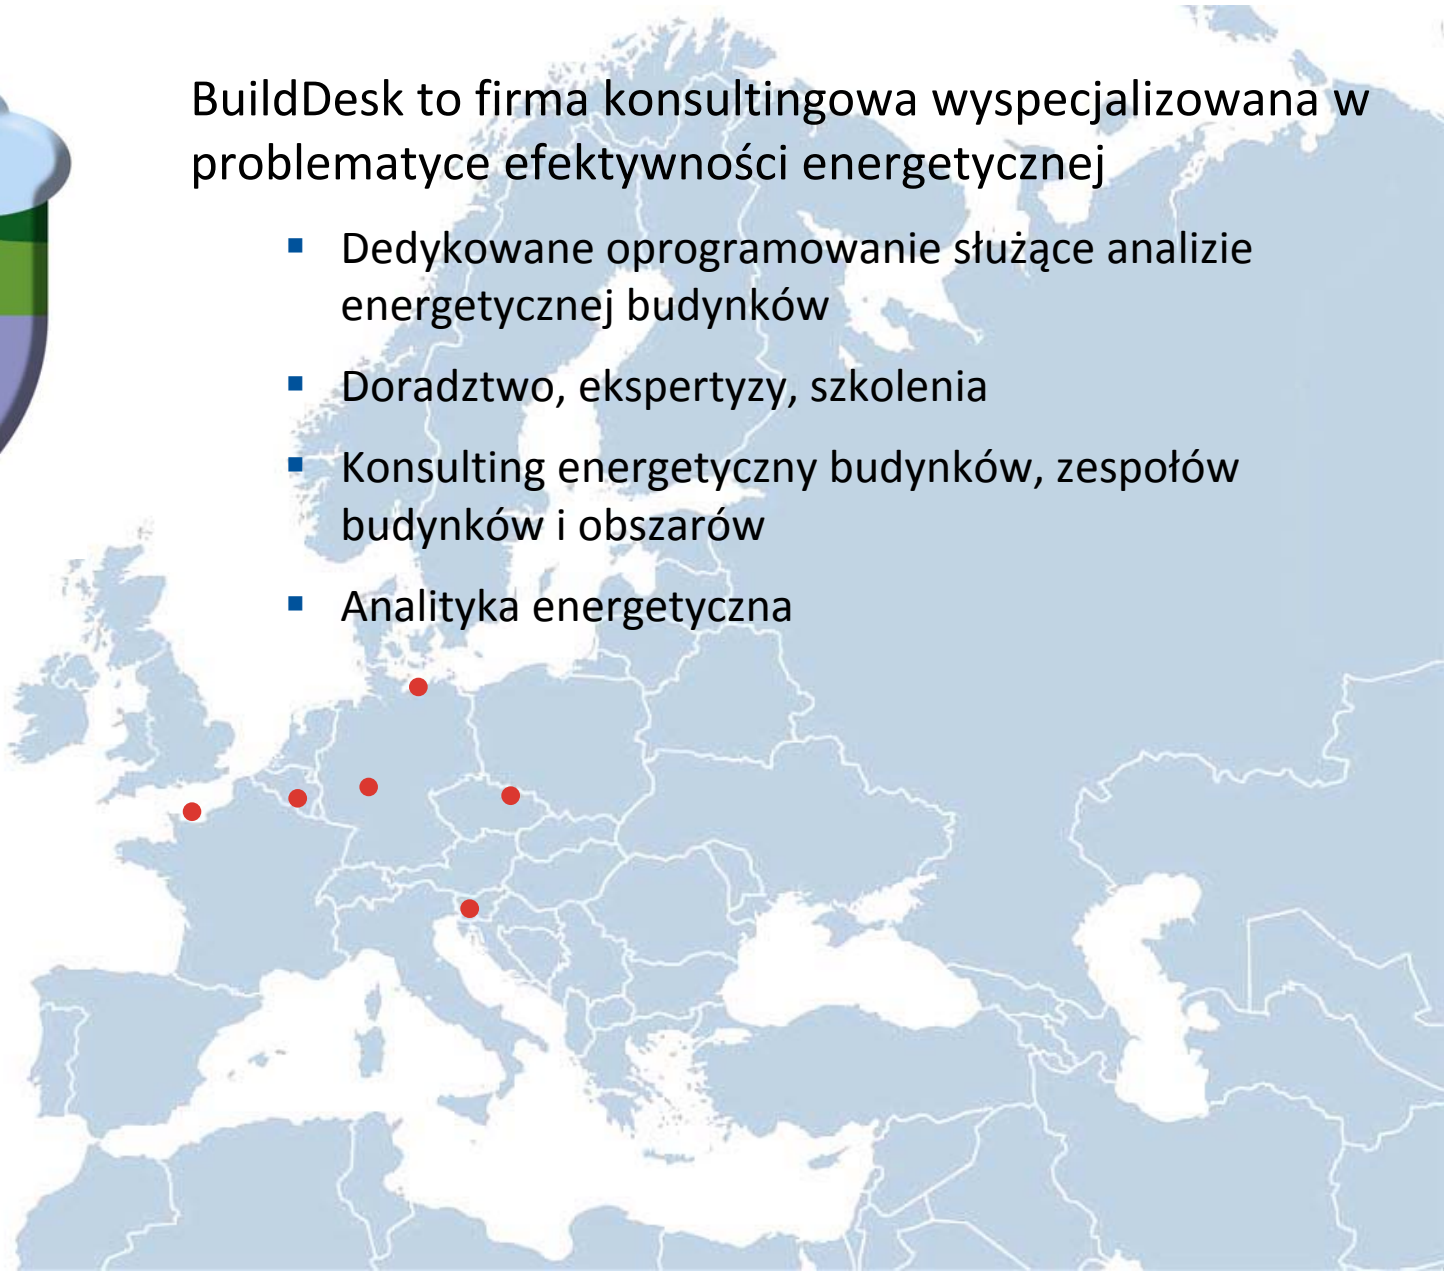 BuildDesk to firma konsultingowa wyspecjalizowana w
problematyce efektywności energetycznej
▪ Dedykowane oprogramowanie służące analizie
energetycznej budynków
▪ Doradztwo, ekspertyzy, szkolenia
▪ Konsulting energetyczny budynków, zespołów
budynków i obszarów
▪ Analityka energetyczna